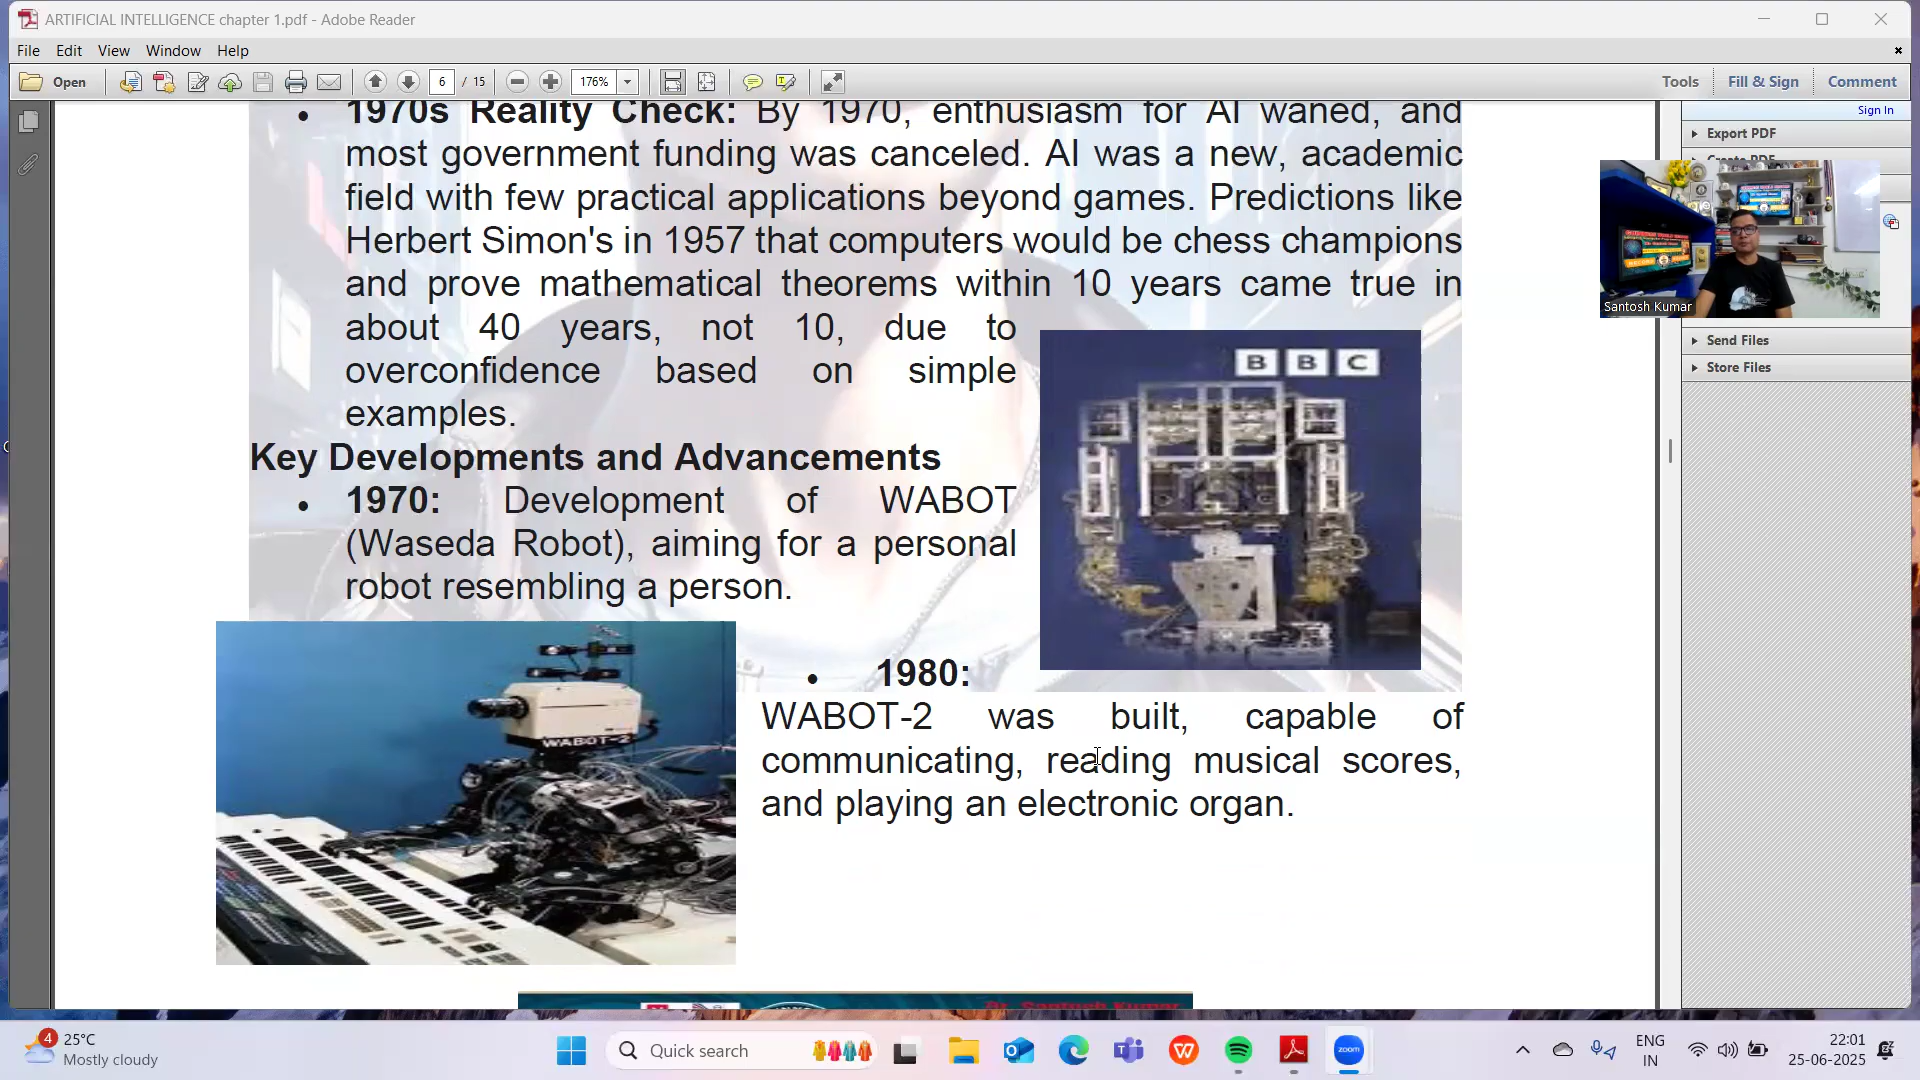 ARTIFICIAL INTELLIGENCE chapter 1.pdf - Adobe Reader
File Edit View Window Help
Open 6 / 15 176% Tools Fill & Sign Comment
Sign In
Export PDF
Create PDF
Send Files
Store Files
Santosh Kumar
• 1970s Reality Check: By 1970, enthusiasm for AI waned, and
most government funding was canceled. AI was a new, academic
field with few practical applications beyond games. Predictions like
Herbert Simon's in 1957 that computers would be chess champions
and prove mathematical theorems within 10 years came true in
about 40 years, not 10, due to
overconfidence based on simple
examples.
BBC
Key Developments and Advancements
• 1970: Development of WABOT
(Waseda Robot), aiming for a personal
robot resembling a person.
WABOT-2
• 1980:
WABOT-2 was built, capable of
communicating, reading musical scores,
and playing an electronic organ.
Dr. Santosh Kumar
4
25°C
Mostly cloudy
Quick search
zoom
ENG
IN
22:01
25-06-2025